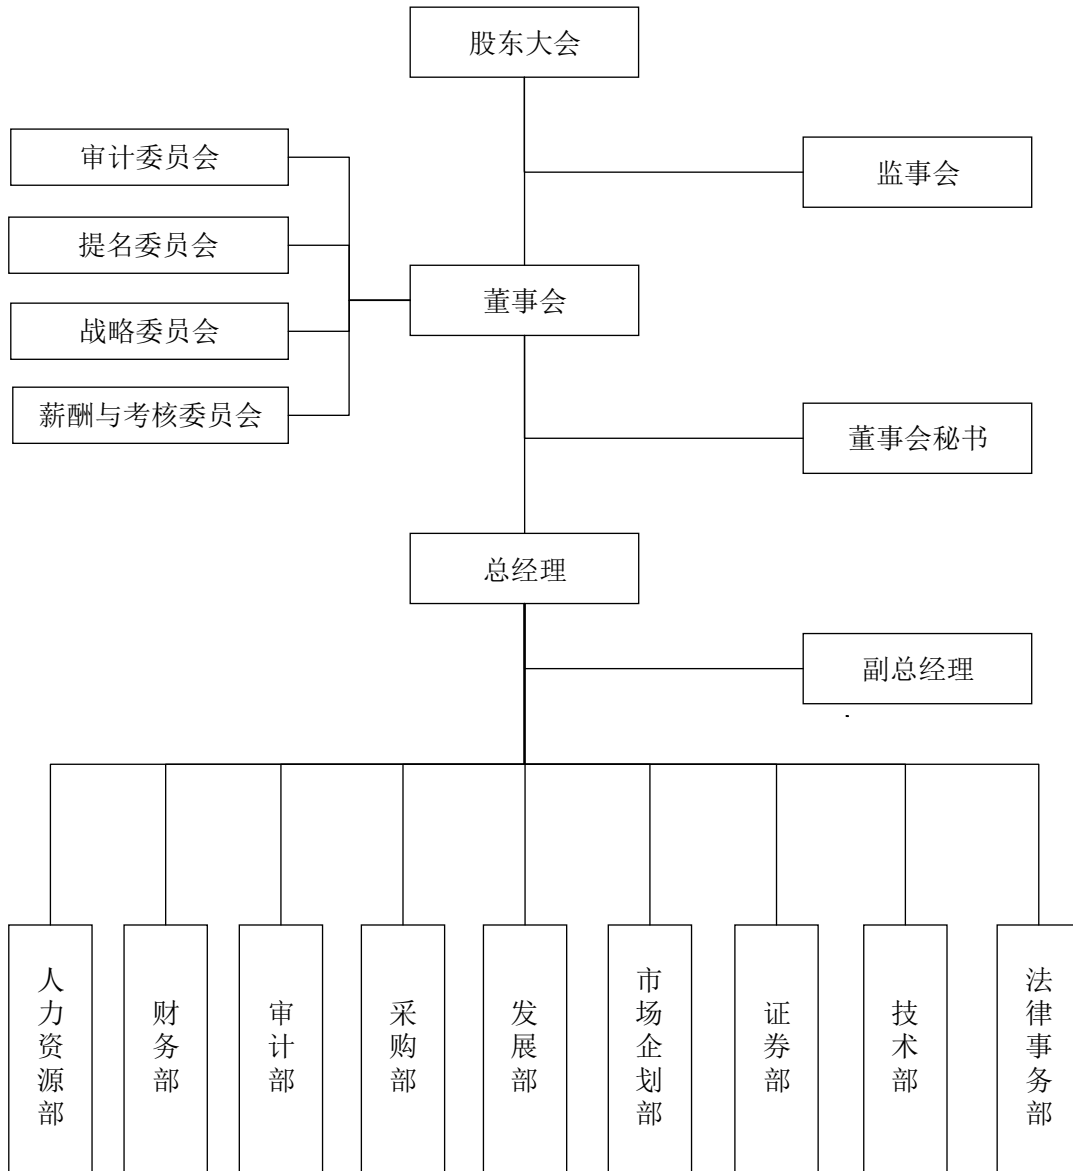 股东大会
审计委员会
监事会
提名委员会
董事会
战略委员会
薪酬与考核委员会
董事会秘书
总经理
副总经理
人力资源部
财务部
审计部
采购部
发展部
市场企划部
证券部
技术部
法律事务部